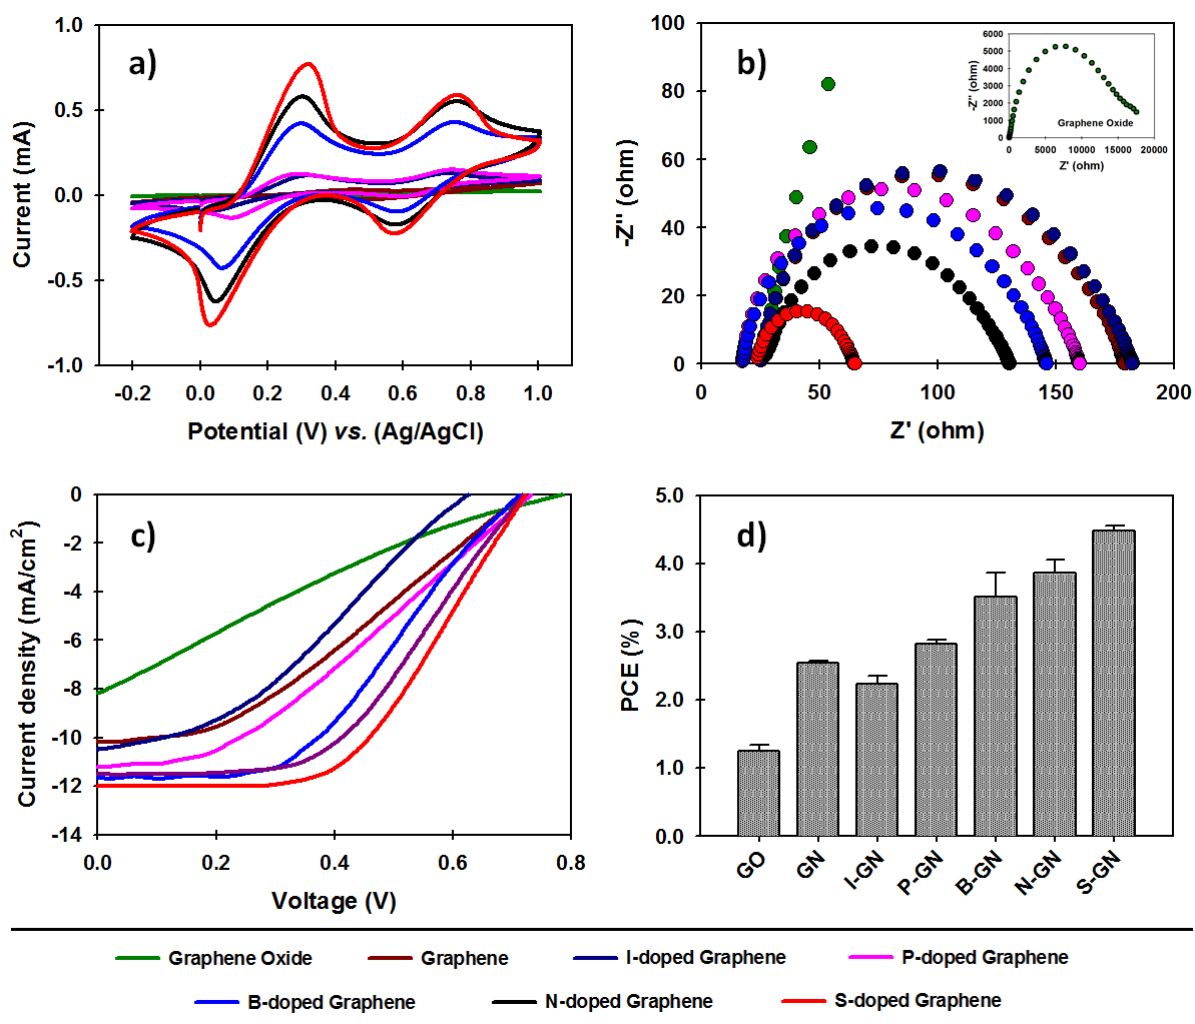 a)
1.0
0.5
0.0
-0.5
-1.0
Current (mA)
-0.2 0.0 0.2 0.4 0.6 0.8 1.0
Potential (V) vs. (Ag/AgCl)
b)
100
80
60
40
20
0
-Z'' (ohm)
0 50 100 150 200
Z' (ohm)
6000
5000
4000
3000
2000
1000
0
-Z'' (ohm)
Graphene Oxide
0 5000 10000 15000 20000
Z' (ohm)
c)
0
-2
-4
-6
-8
-10
-12
-14
Current density (mA/cm²)
0.0 0.2 0.4 0.6 0.8
Voltage (V)
d)
5.0
4.0
3.0
2.0
1.0
0.0
PCE (%)
GO GN I-GN P-GN B-GN N-GN S-GN
Graphene Oxide Graphene I-doped Graphene P-doped Graphene
B-doped Graphene N-doped Graphene S-doped Graphene